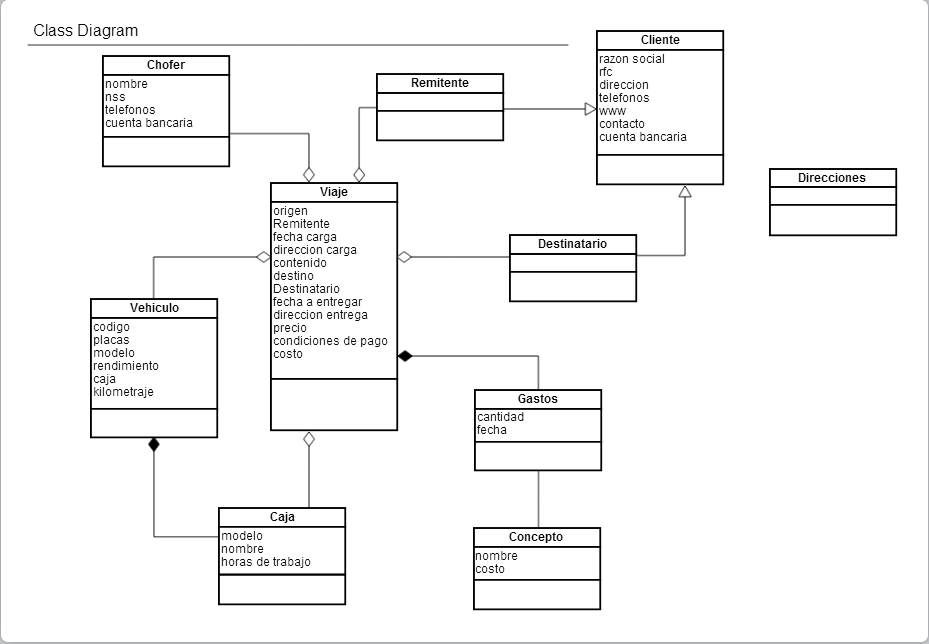 Class Diagram
Chofer
nombre
nss
telefonos
cuenta bancaria
Remitente
Cliente
razon social
rfc
direccion
telefonos
www
contacto
cuenta bancaria
Direcciones
Viaje
origen
Remitente
fecha carga
direccion carga
contenido
destino
Destinatario
fecha a entregar
direccion entrega
precio
condiciones de pago
costo
Destinatario
Vehiculo
codigo
placas
modelo
rendimiento
caja
kilometraje
Gastos
cantidad
fecha
Caja
modelo
nombre
horas de trabajo
Concepto
nombre
costo